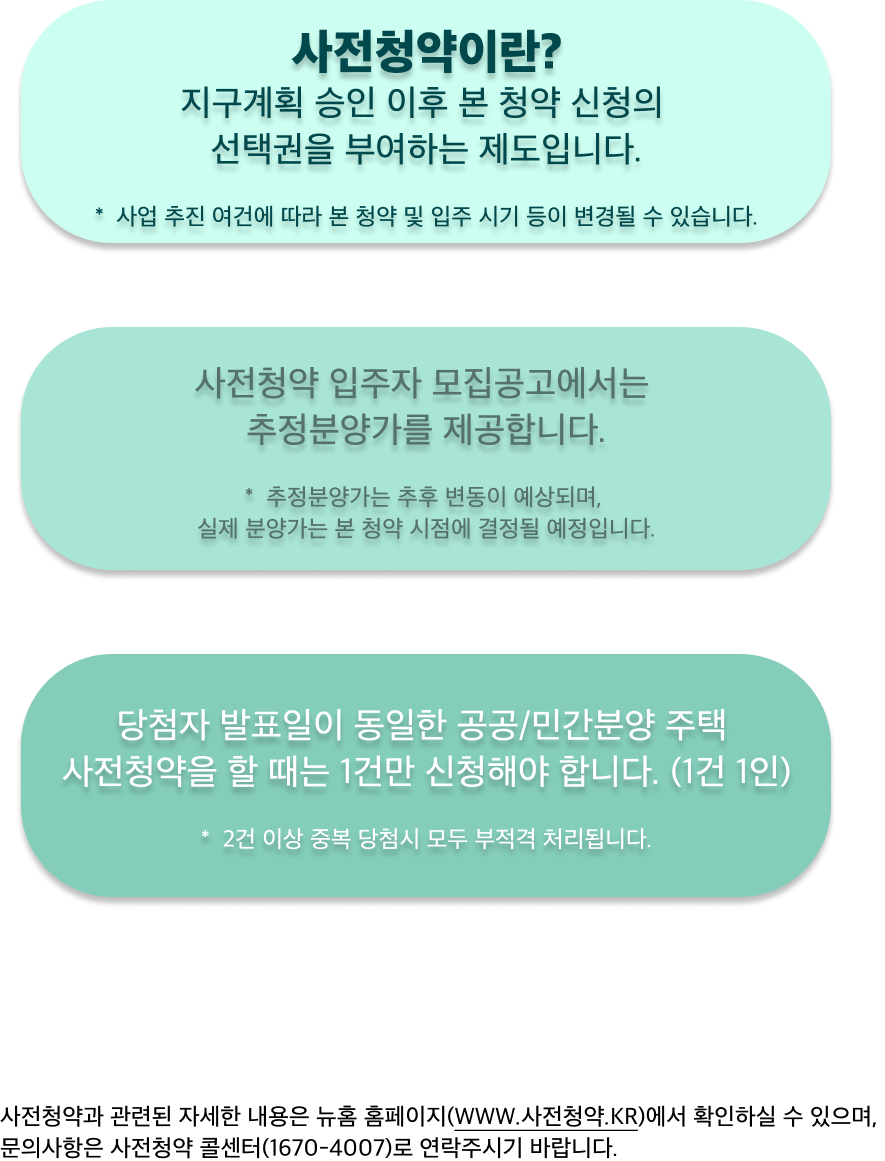 사전청약이란?
지구계획 승인 이후 본 청약 신청의
선택권을 부여하는 제도입니다.
* 사업 추진 여건에 따라 본 청약 및 입주 시기 등이 변경될 수 있습니다.
사전청약 입주자 모집공고에서는
추정분양가를 제공합니다.
* 추정분양가는 추후 변동이 예상되며,
실제 분양가는 본 청약 시점에 결정될 예정입니다.
당첨자 발표일이 동일한 공공/민간분양 주택
사전청약을 할 때는 1건만 신청해야 합니다. (1건 1인)
* 2건 이상 중복 당첨시 모두 부적격 처리됩니다.
사전청약과 관련된 자세한 내용은 뉴홈 홈페이지(WWW.사전청약.KR)에서 확인하실 수 있으며,
문의사항은 사전청약 콜센터(1670-4007)로 연락주시기 바랍니다.